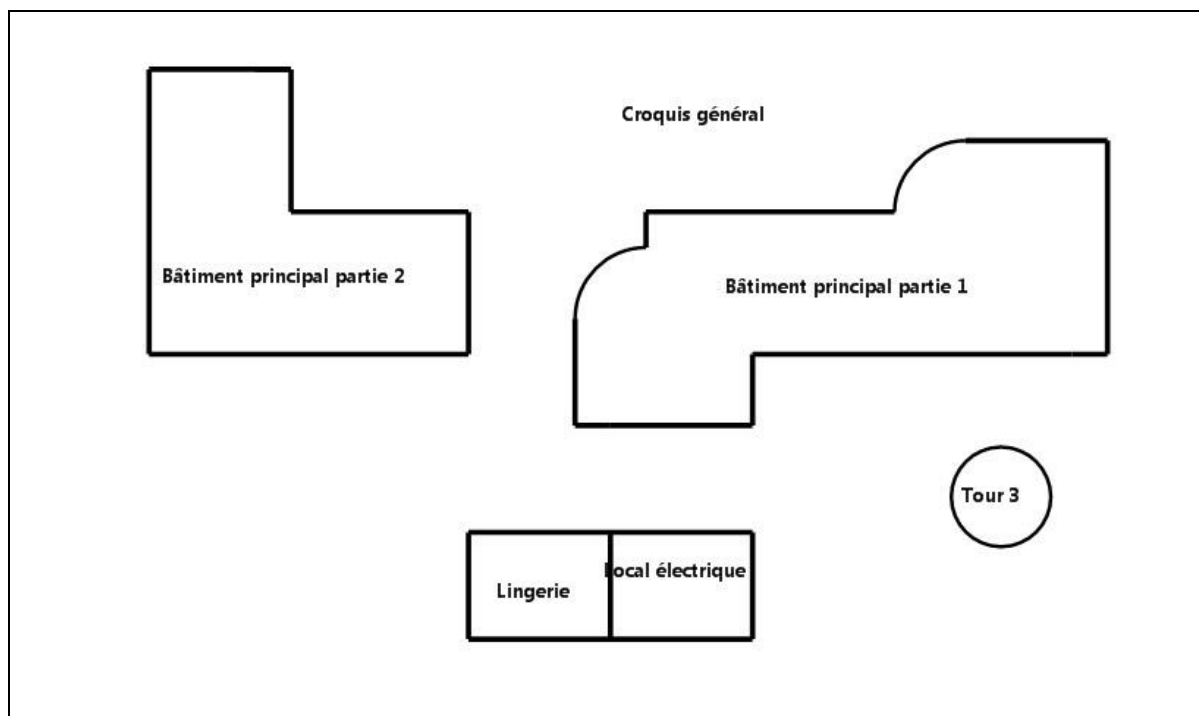 Croquis général
Bâtiment principal partie 2
Bâtiment principal partie 1
Tour 3
Local électrique
Lingerie